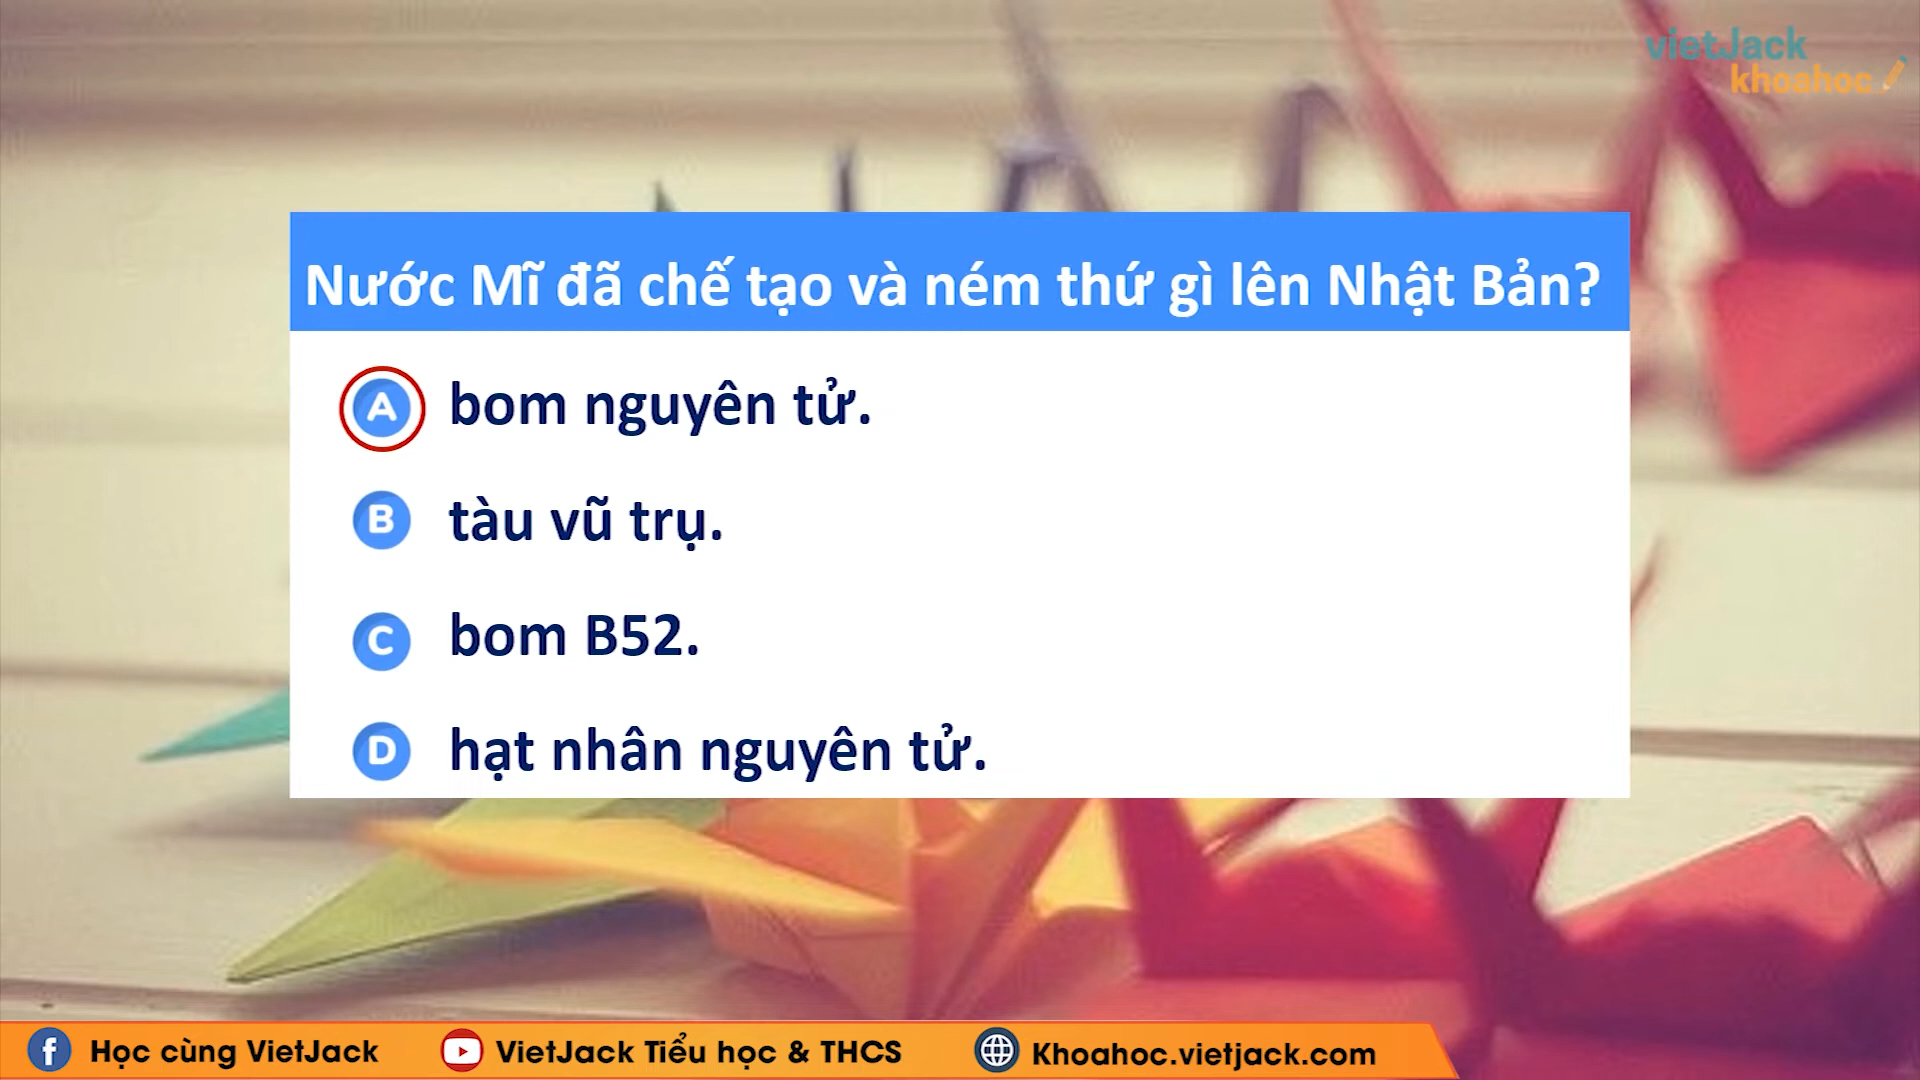 vietJack
khoahoc
Nước Mĩ đã chế tạo và ném thứ gì lên Nhật Bản?
A bom nguyên tử.
B tàu vũ trụ.
C bom B52.
D hạt nhân nguyên tử.
Học cùng VietJack VietJack Tiểu học & THCS Khoahoc.vietjack.com